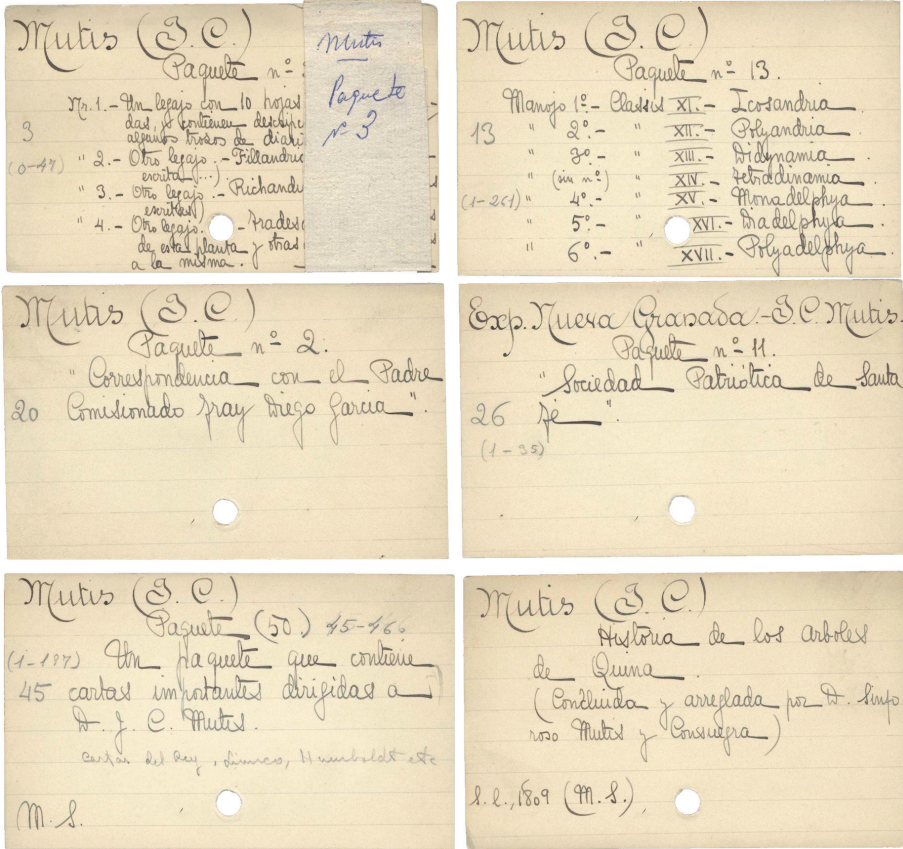 Mutis (J. C.)
Paquete nº
Nr. 1.- Un legajo con 10 hojas
das, y contienen descripc
algunos trozos de diari
3
(0-47)
" 2.- Otro legajo.-
escrita ...)
" 3.- Otro legajo.- Richardi
escritas)
" 4.- Otro legajo. - Tradesc
de esta planta y otras
a la misma.
Mutis
Paquete
nº 3
Mutis (J. C.)
Paquete nº 13.
Manojo 1º.- Classis XI.- Icosandria.
13 " 2º.- " XII.- Polyandria.
" 3º.- " XIII.- Didynamia.
" (sin nº) " XIV.- Tetradinamia.
(1-261) " 4º.- " XV.- Monadelphya.
" 5º.- " XVI.- Diadelphya.
" 6º.- " XVII.- Polyadelphya.
Mutis (J. C.)
Paquete nº 2.
"Correspondencia con el Padre
20 Comisionado fray Diego García".
Exp. Nueva Granada.-J.C. Mutis.
Paquete nº 11.
"Sociedad Patriótica de Santa
26 Fé".
(1-35)
Mutis (J. C.)
Paquete (50.) 45-466
(1-187) Un paquete que contiene
45 cartas importantes dirigidas a
D. J. C. Mutis.
cartas del Rey, Linneo, Humboldt etc
M. S.
Mutis (J. C.)
Historia de los arboles
de Quina.
(Concluida y arreglada por D. Sinfo
roso Mutis y Consuegra)
s. l., 1809 (M. S.)